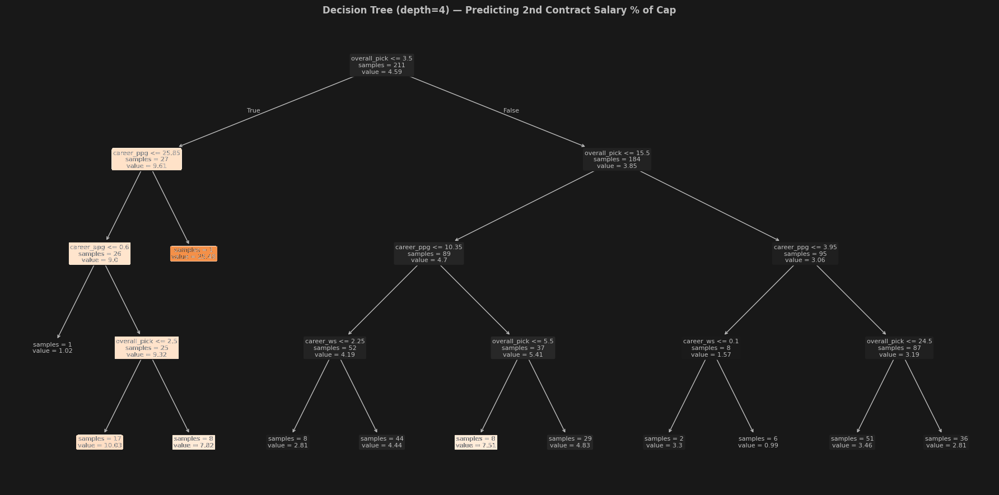 Decision Tree (depth=4) — Predicting 2nd Contract Salary % of Cap
overall_pick <= 3.5
samples = 211
value = 4.59
True
False
career_ppg <= 25.85
samples = 27
value = 9.61
overall_pick <= 15.5
samples = 184
value = 3.85
career_apg <= 0.6
samples = 26
value = 9.0
samples = 1
value =
career_ppg <= 10.35
samples = 89
value = 4.7
career_ppg <= 3.95
samples = 95
value = 3.06
samples = 1
value = 1.02
overall_pick <= 2.5
samples = 25
value = 9.32
career_ws <= 2.25
samples = 52
value = 4.19
overall_pick <= 5.5
samples = 37
value = 5.41
career_ws <= 0.1
samples = 8
value = 1.57
overall_pick <= 24.5
samples = 87
value = 3.19
samples = 17
value = 10.03
samples = 8
value = 7.82
samples = 8
value = 2.81
samples = 44
value = 4.44
samples = 8
value = 7.51
samples = 29
value = 4.83
samples = 2
value = 3.3
samples = 6
value = 0.99
samples = 51
value = 3.46
samples = 36
value = 2.81